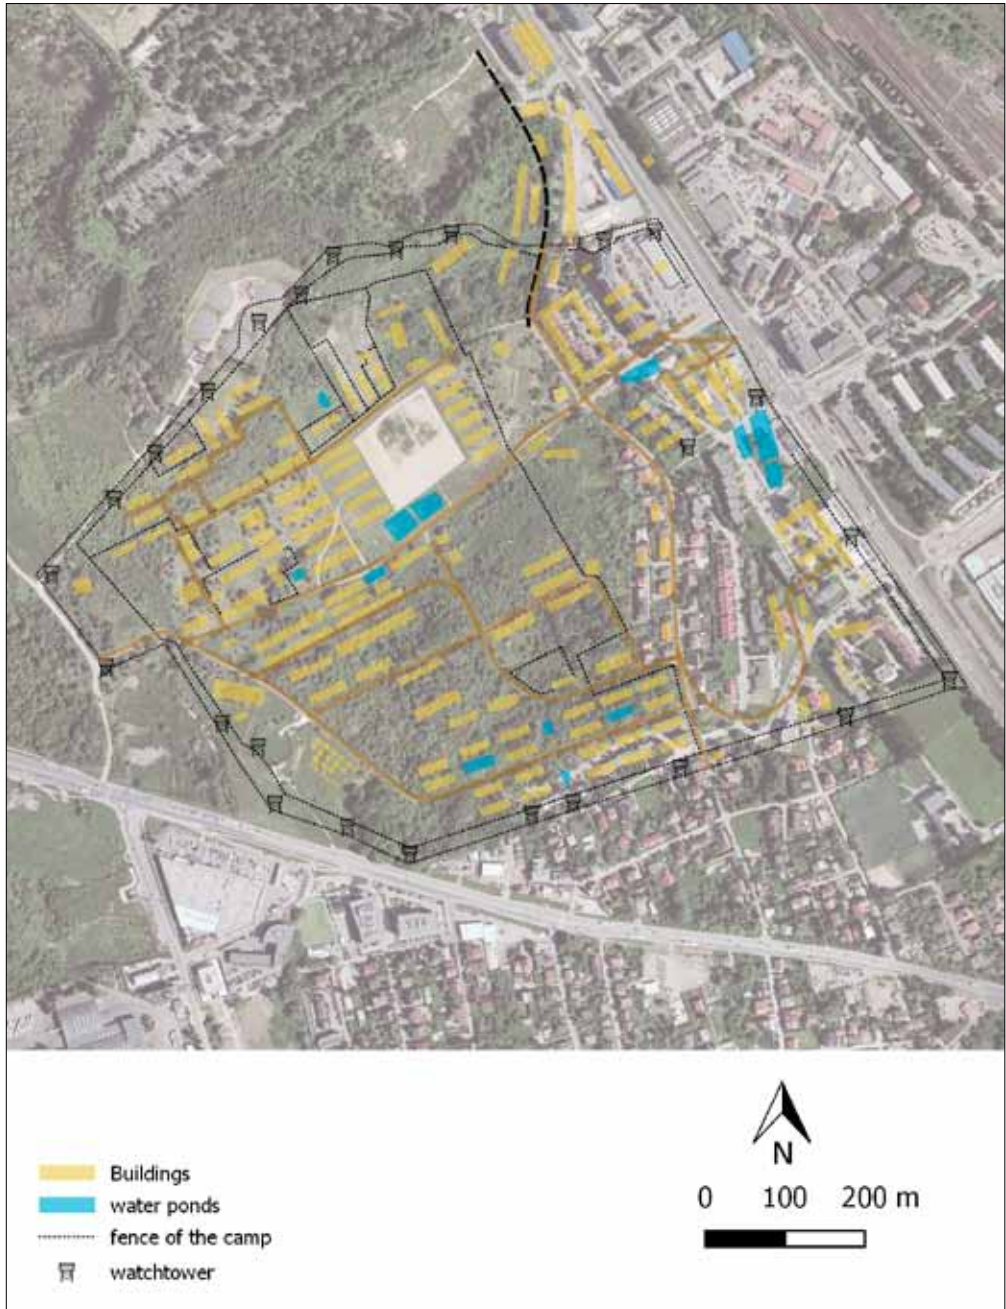 N
0 100 200 m
Buildings
water ponds
fence of the camp
watchtower